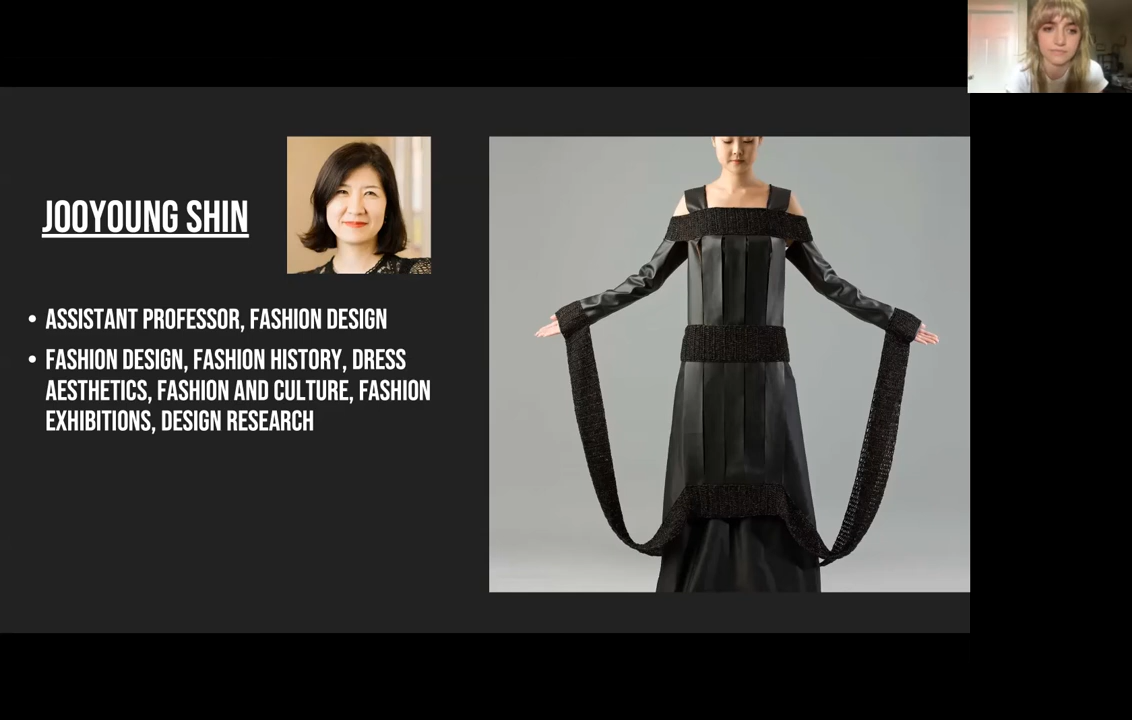 JOOYOUNG SHIN
• ASSISTANT PROFESSOR, FASHION DESIGN
• FASHION DESIGN, FASHION HISTORY, DRESS
AESTHETICS, FASHION AND CULTURE, FASHION
EXHIBITIONS, DESIGN RESEARCH